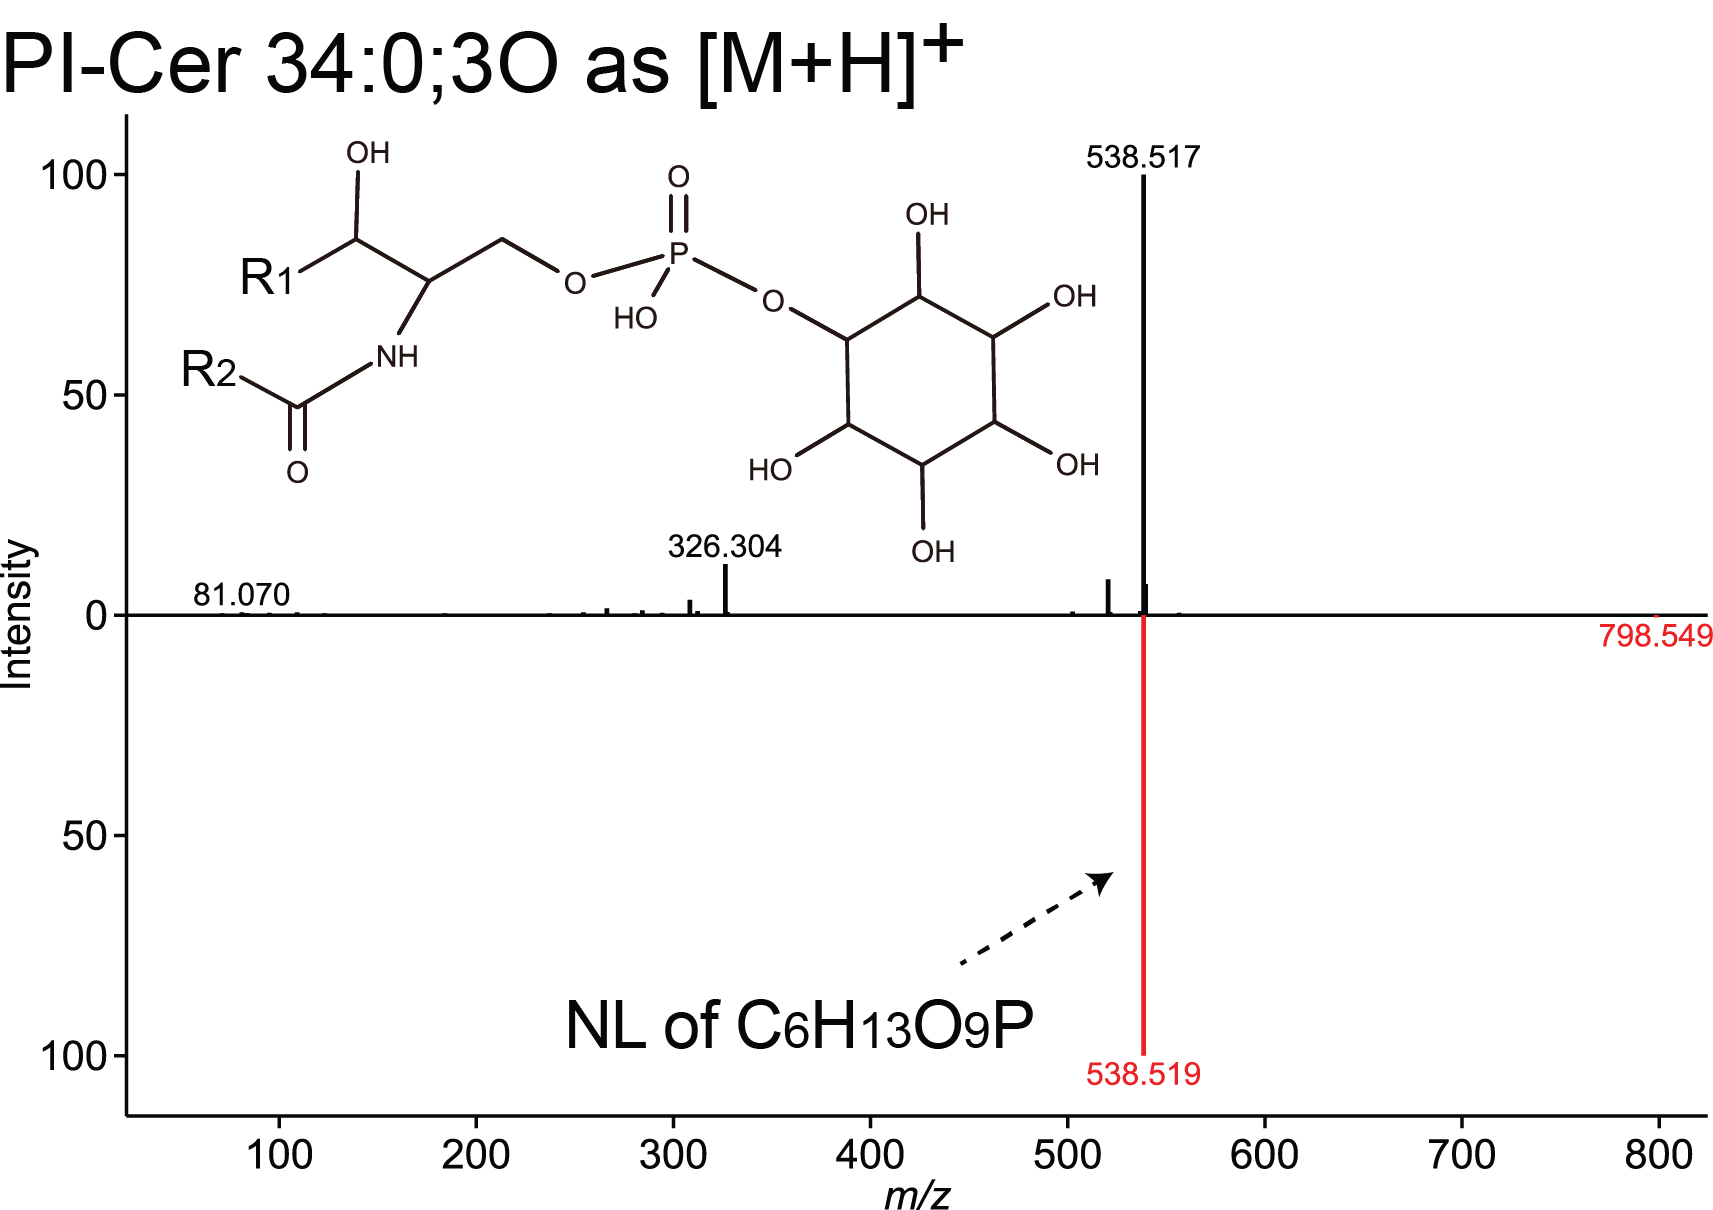 PI-Cer 34:0;3O as [M+H]+
OH
O
538.517
100
OH
R1
P
O
O
OH
HO
NH
R2
50
HO
OH
O
OH
326.304
81.070
0
798.549
Intensity
50
NL of C6H13O9P
100
538.519
100 200 300 400 500 600 700 800
m/z